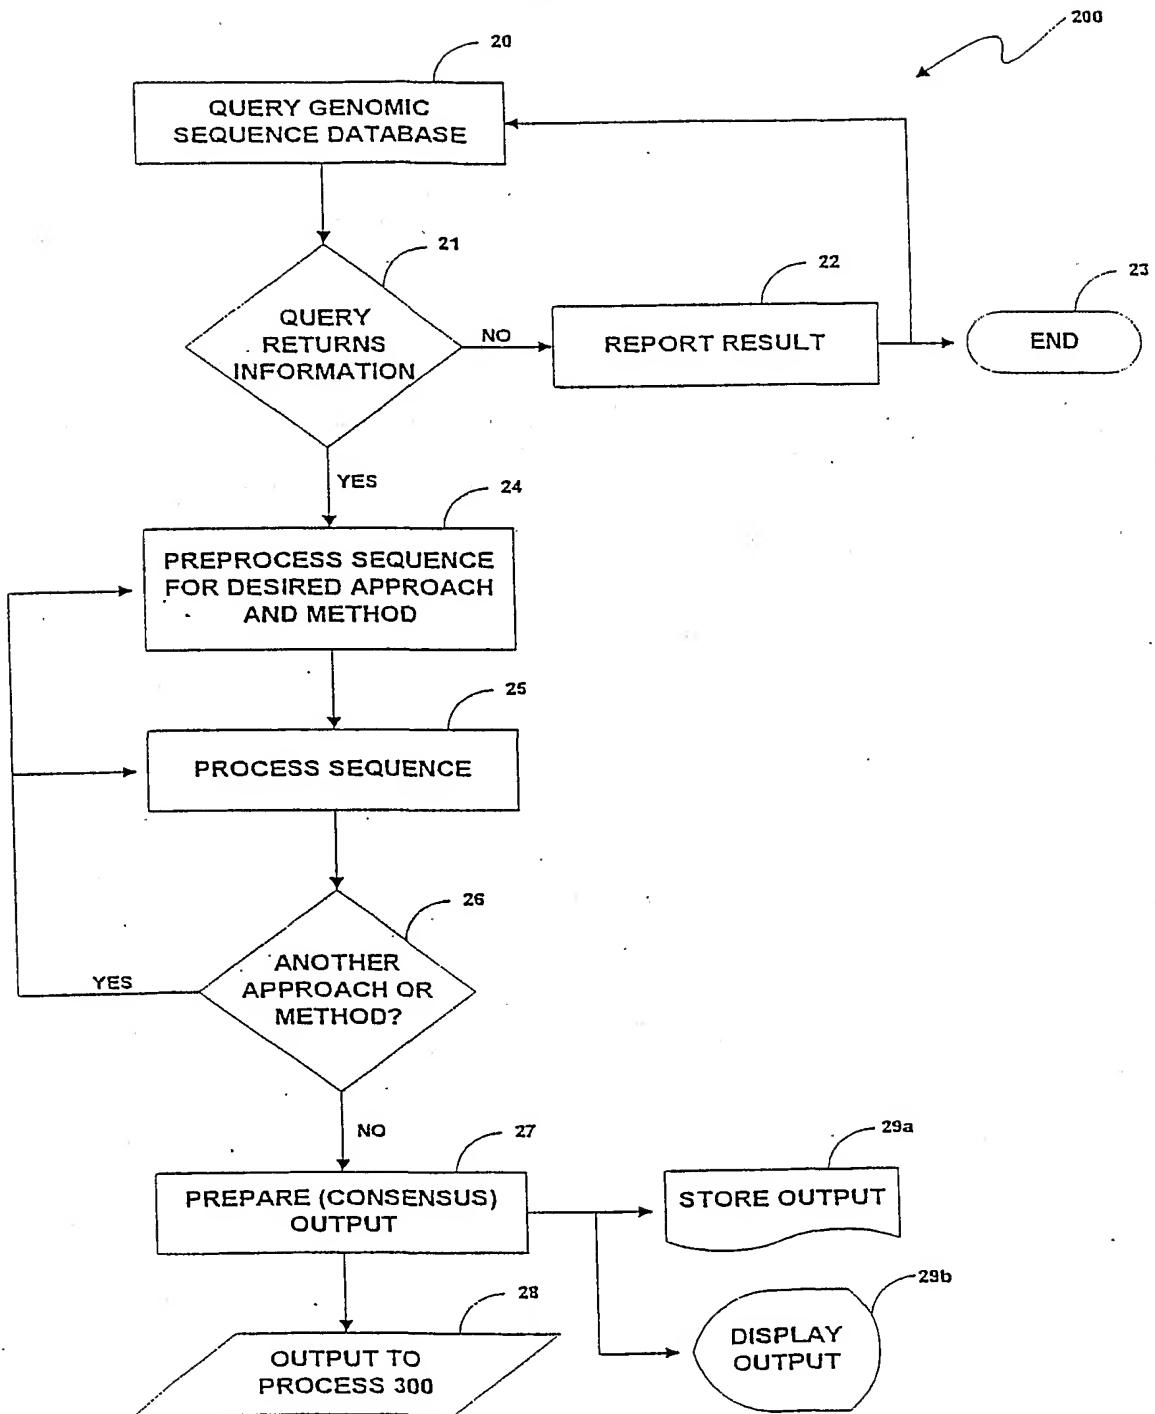 200
20
QUERY GENOMIC
SEQUENCE DATABASE
21
QUERY
RETURNS
INFORMATION
NO
22
REPORT RESULT
23
END
YES
24
PREPROCESS SEQUENCE
FOR DESIRED APPROACH
AND METHOD
25
PROCESS SEQUENCE
26
ANOTHER
APPROACH OR
METHOD?
YES
NO
27
PREPARE (CONSENSUS)
OUTPUT
29a
STORE OUTPUT
28
OUTPUT TO
PROCESS 300
29b
DISPLAY
OUTPUT